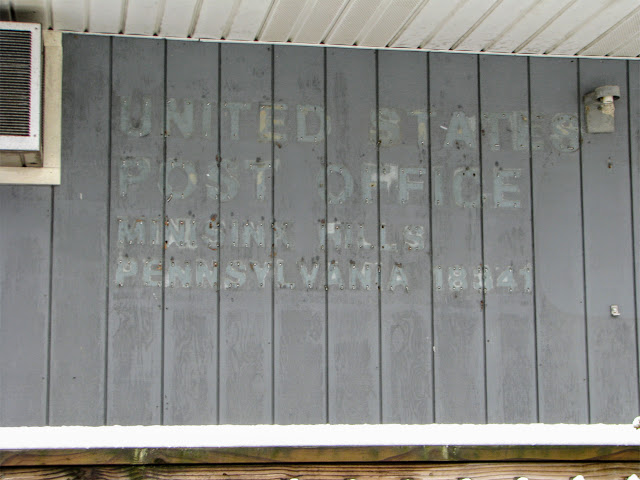 UNITED STATES
POST OFFICE
MINISINK HILLS
PENNSYLVANIA 18341